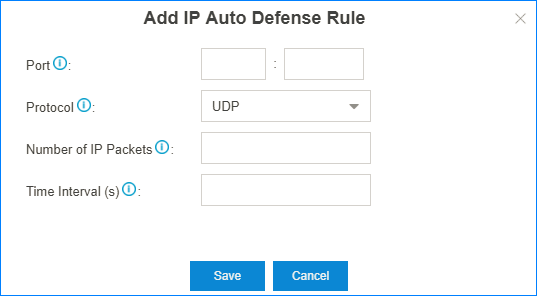 Add IP Auto Defense Rule
Port : :
Protocol : UDP
Number of IP Packets :
Time Interval (s) :
Save Cancel